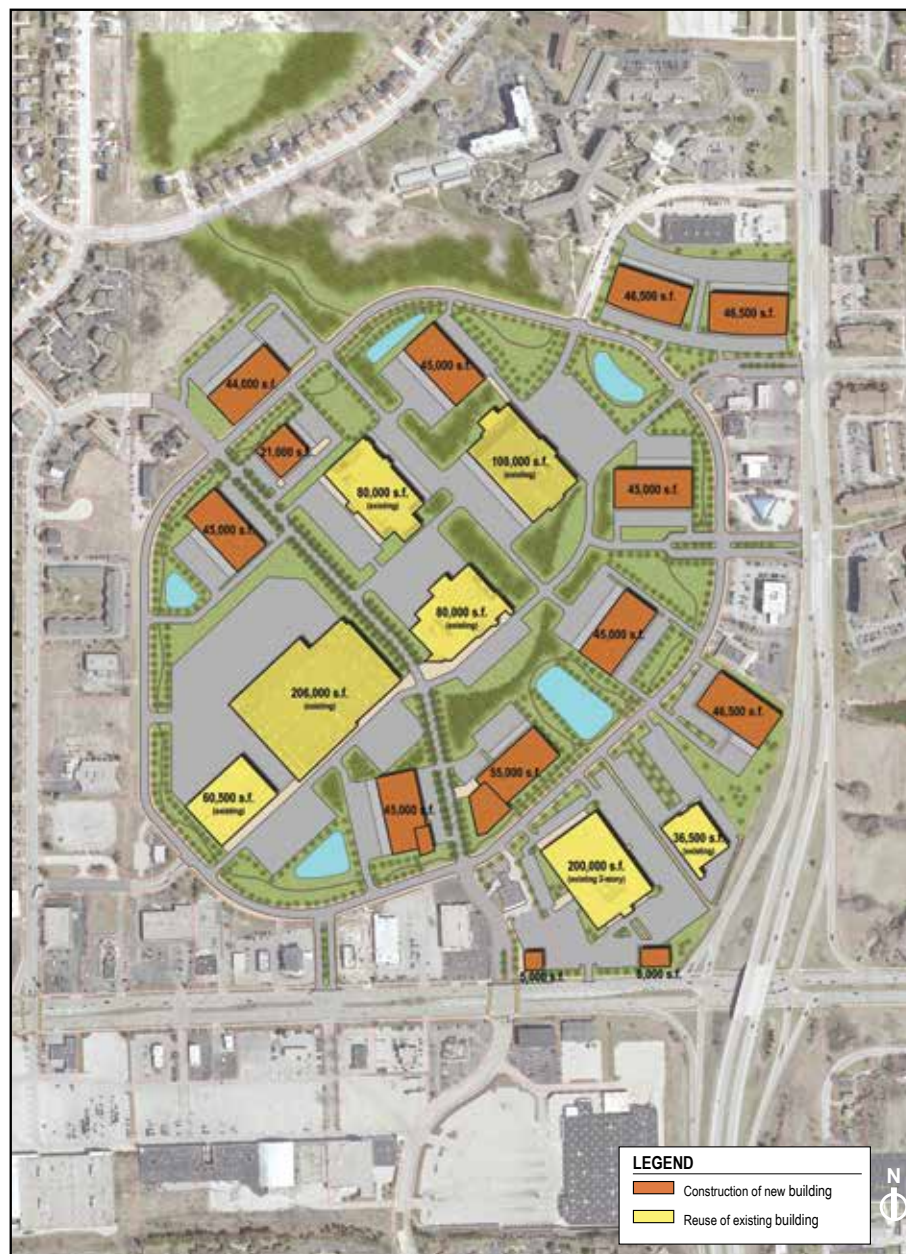 46,500 s.f.
46,500 s.f.
45,000 s.f.
44,000 s.f.
21,000 s.f.
100,000 s.f.
(existing)
80,000 s.f.
(existing)
45,000 s.f.
45,000 s.f.
80,000 s.f.
(existing)
45,000 s.f.
206,000 s.f.
(existing)
46,500 s.f.
55,000 s.f.
60,500 s.f.
(existing)
45,000 s.f.
36,500 s.f.
(existing)
200,000 s.f.
(existing 2-story)
5,000 s.f.
LEGEND
Construction of new building
Reuse of existing building
N